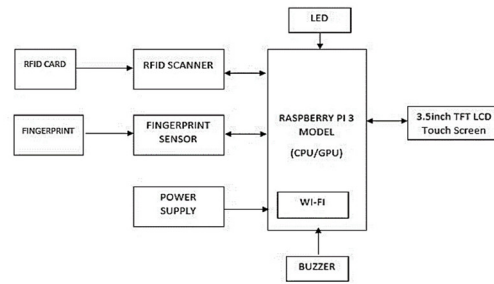 LED
RFID CARD
RFID SCANNER
RASPBERRY PI 3
MODEL
(CPU/GPU)
3.5inch TFT LCD
Touch Screen
FINGERPRINT
FINGERPRINT
SENSOR
POWER
SUPPLY
WI-FI
BUZZER